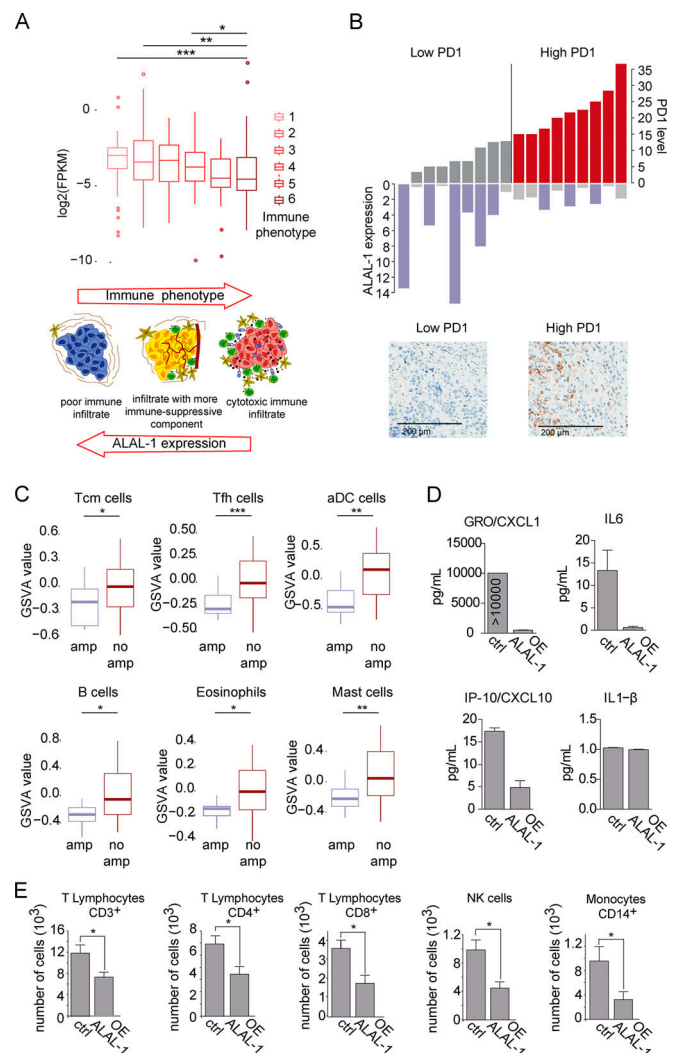 A
*
**
***
0
−5.0
−10
log2(FPKM)
1
2
3
4
5
6
Immune
phenotype
Immune phenotype
poor immune
infiltrate
infiltrate with more
immune-suppressive
component
cytotoxic immune
infiltrate
ALAL-1 expression
B
Low PD1
High PD1
35
30
25
20
15
10
5
0
PD1 level
0
2
4
6
8
10
12
14
ALAL-1 expression
Low PD1
High PD1
200 μm
200 μm
C
Tcm cells
*
0.6
0.3
0.0
−0.3
−0.6
GSVA value
amp
no
amp
Tfh cells
***
0.50
0.25
0.00
−0.25
−0.50
amp
no
amp
aDC cells
**
0.5
0.0
−0.5
amp
no
amp
B cells
*
0.8
0.4
0.0
−0.4
GSVA value
amp
no
amp
Eosinophils
*
0.4
0.2
0.0
−0.2
−0.4
amp
no
amp
Mast cells
**
0.4
0.0
−0.4
amp
no
amp
D
GRO/CXCL1
15000
10000
5000
0
pg/mL
>10000
ctrl
ALAL-1
OE
IL6
20
15
10
5
0
pg/mL
ctrl
ALAL-1
OE
IP-10/CXCL10
20
15
10
5
0
pg/mL
ctrl
ALAL-1
OE
IL1−β
1.5
1.0
0.5
0.0
pg/mL
ctrl
ALAL-1
OE
E
T Lymphocytes
CD3+
number of cells (10³)
16
12
8
4
0
*
ctrl
ALAL-1
OE
T Lymphocytes
CD4+
number of cells (10³)
8
6
4
2
0
*
ctrl
ALAL-1
OE
T Lymphocytes
CD8+
number of cells (10³)
4
3
2
1
0
*
ctrl
ALAL-1
OE
NK cells
number of cells (10³)
12
8
4
0
*
ctrl
ALAL-1
OE
Monocytes
CD14+
number of cells (10³)
1.6
1.2
0.8
0.4
0
*
ctrl
ALAL-1
OE